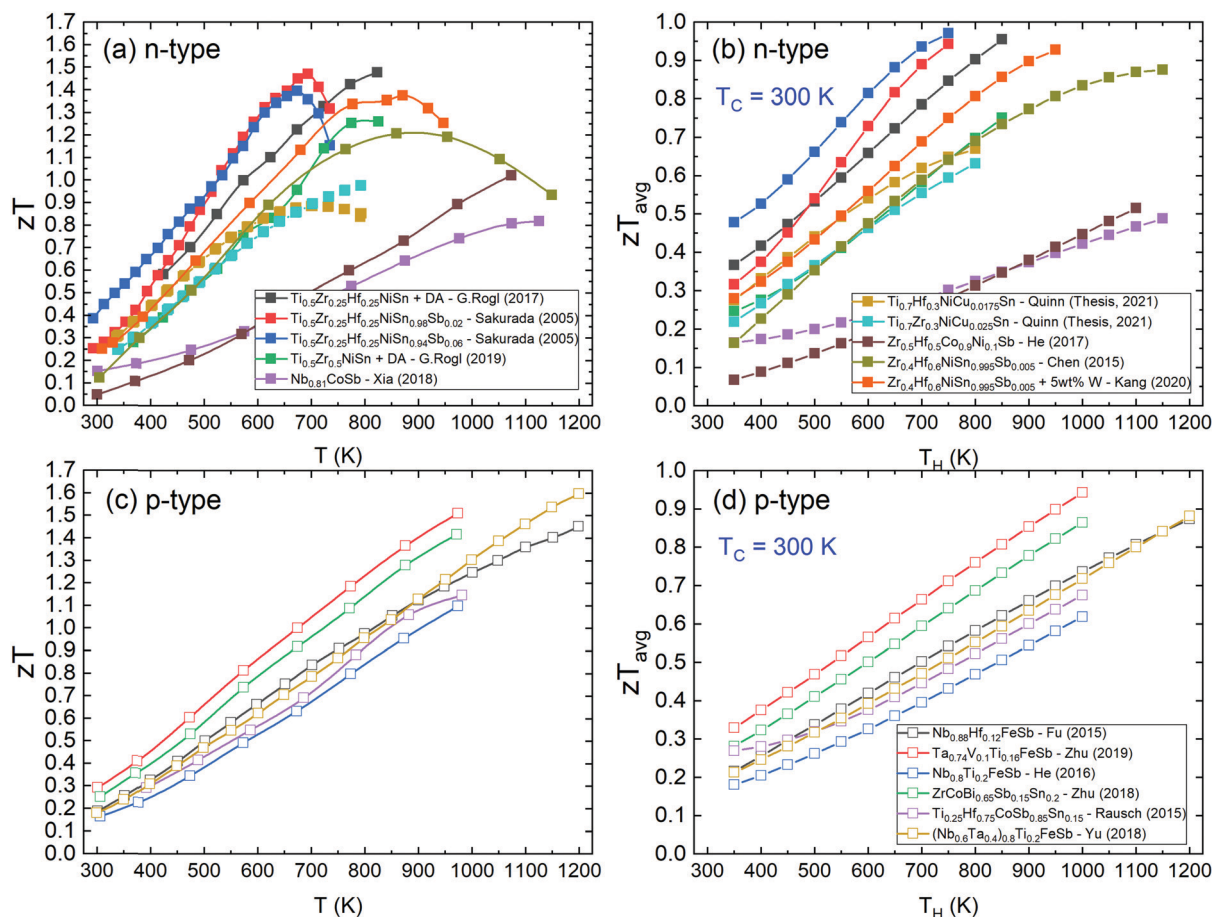 (a) n-type
zT
1.7
1.6
1.5
1.4
1.3
1.2
1.1
1.0
0.9
0.8
0.7
0.6
0.5
0.4
0.3
0.2
0.1
0.0
Ti0.5Zr0.25Hf0.25NiSn + DA - G.Rogl (2017)
Ti0.5Zr0.25Hf0.25NiSn0.98Sb0.02 - Sakurada (2005)
Ti0.5Zr0.25Hf0.25NiSn0.94Sb0.06 - Sakurada (2005)
Ti0.5Zr0.5NiSn + DA - G.Rogl (2019)
Nb0.81CoSb - Xia (2018)
300 400 500 600 700 800 900 1000 1100 1200
T (K)
(b) n-type
TC = 300 K
zTavg
1.0
0.9
0.8
0.7
0.6
0.5
0.4
0.3
0.2
0.1
0.0
Ti0.7Hf0.3NiCu0.0175Sn - Quinn (Thesis, 2021)
Ti0.7Zr0.3NiCu0.025Sn - Quinn (Thesis, 2021)
Zr0.5Hf0.5Co0.9Ni0.1Sb - He (2017)
Zr0.4Hf0.6NiSn0.995Sb0.005 - Chen (2015)
Zr0.4Hf0.6NiSn0.995Sb0.005 + 5wt% W - Kang (2020)
300 400 500 600 700 800 900 1000 1100 1200
TH (K)
(c) p-type
zT
1.7
1.6
1.5
1.4
1.3
1.2
1.1
1.0
0.9
0.8
0.7
0.6
0.5
0.4
0.3
0.2
0.1
0.0
300 400 500 600 700 800 900 1000 1100 1200
T (K)
(d) p-type
TC = 300 K
zTavg
1.0
0.9
0.8
0.7
0.6
0.5
0.4
0.3
0.2
0.1
0.0
Nb0.88Hf0.12FeSb - Fu (2015)
Ta0.74V0.1Ti0.16FeSb - Zhu (2019)
Nb0.8Ti0.2FeSb - He (2016)
ZrCoBi0.65Sb0.15Sn0.2 - Zhu (2018)
Ti0.25Hf0.75CoSb0.85Sn0.15 - Rausch (2015)
(Nb0.6Ta0.4)0.8Ti0.2FeSb - Yu (2018)
300 400 500 600 700 800 900 1000 1100 1200
TH (K)